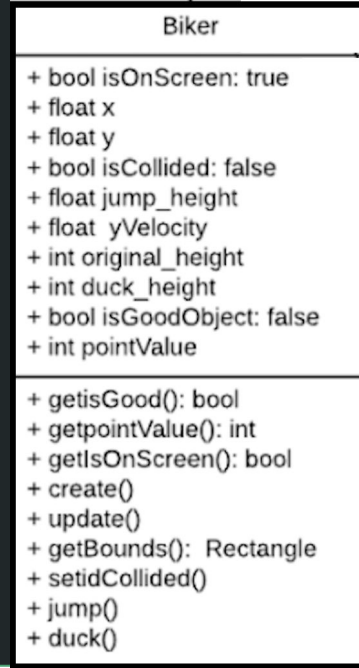 Biker
+ bool isOnScreen: true
+ float x
+ float y
+ bool isCollided: false
+ float jump_height
+ float yVelocity
+ int original_height
+ int duck_height
+ bool isGoodObject: false
+ int pointValue
+ getisGood(): bool
+ getpointValue(): int
+ getIsOnScreen(): bool
+ create()
+ update()
+ getBounds(): Rectangle
+ setidCollided()
+ jump()
+ duck()